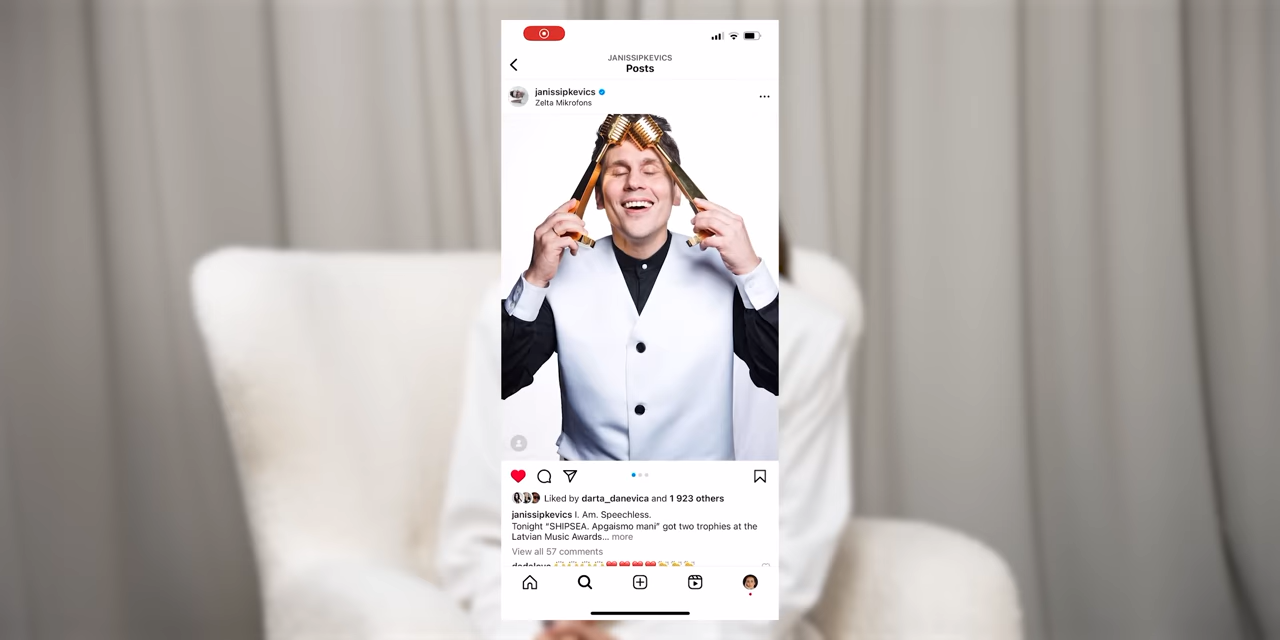 JANISSIPKEVICS
Posts
janissipkevics
Zelta Mikrofons
Liked by darta_danevica and 1 923 others
janissipkevics I. Am. Speechless.
Tonight "SHIPSEA. Apgaismo mani" got two trophies at the
Latvian Music Awards... more
View all 57 comments